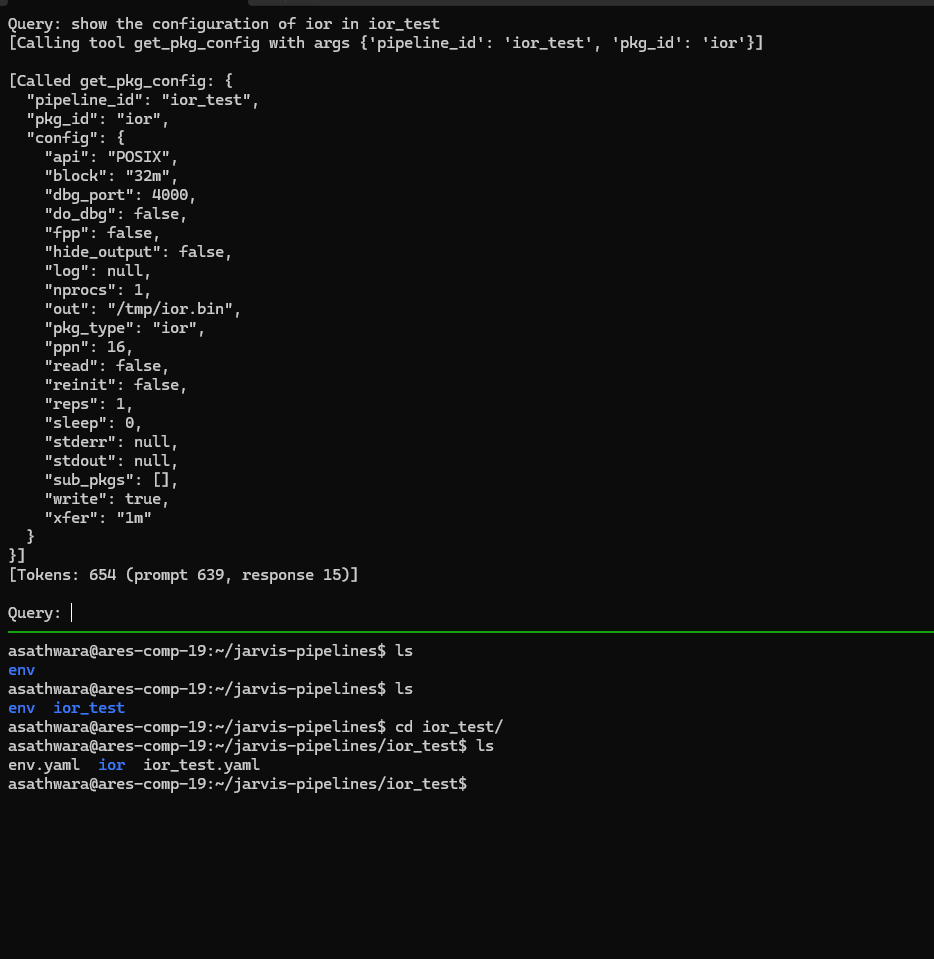 Query: show the configuration of ior in ior_test
[Calling tool get_pkg_config with args {'pipeline_id': 'ior_test', 'pkg_id': 'ior'}]

[Called get_pkg_config: {
  "pipeline_id": "ior_test",
  "pkg_id": "ior",
  "config": {
    "api": "POSIX",
    "block": "32m",
    "dbg_port": 4000,
    "do_dbg": false,
    "fpp": false,
    "hide_output": false,
    "log": null,
    "nprocs": 1,
    "out": "/tmp/ior.bin",
    "pkg_type": "ior",
    "ppn": 16,
    "read": false,
    "reinit": false,
    "reps": 1,
    "sleep": 0,
    "stderr": null,
    "stdout": null,
    "sub_pkgs": [],
    "write": true,
    "xfer": "1m"
  }
}]
[Tokens: 654 (prompt 639, response 15)]

Query:
asathwara@ares-comp-19:~/jarvis-pipelines$ ls
env
asathwara@ares-comp-19:~/jarvis-pipelines$ ls
env  ior_test
asathwara@ares-comp-19:~/jarvis-pipelines$ cd ior_test/
asathwara@ares-comp-19:~/jarvis-pipelines/ior_test$ ls
env.yaml  ior  ior_test.yaml
asathwara@ares-comp-19:~/jarvis-pipelines/ior_test$